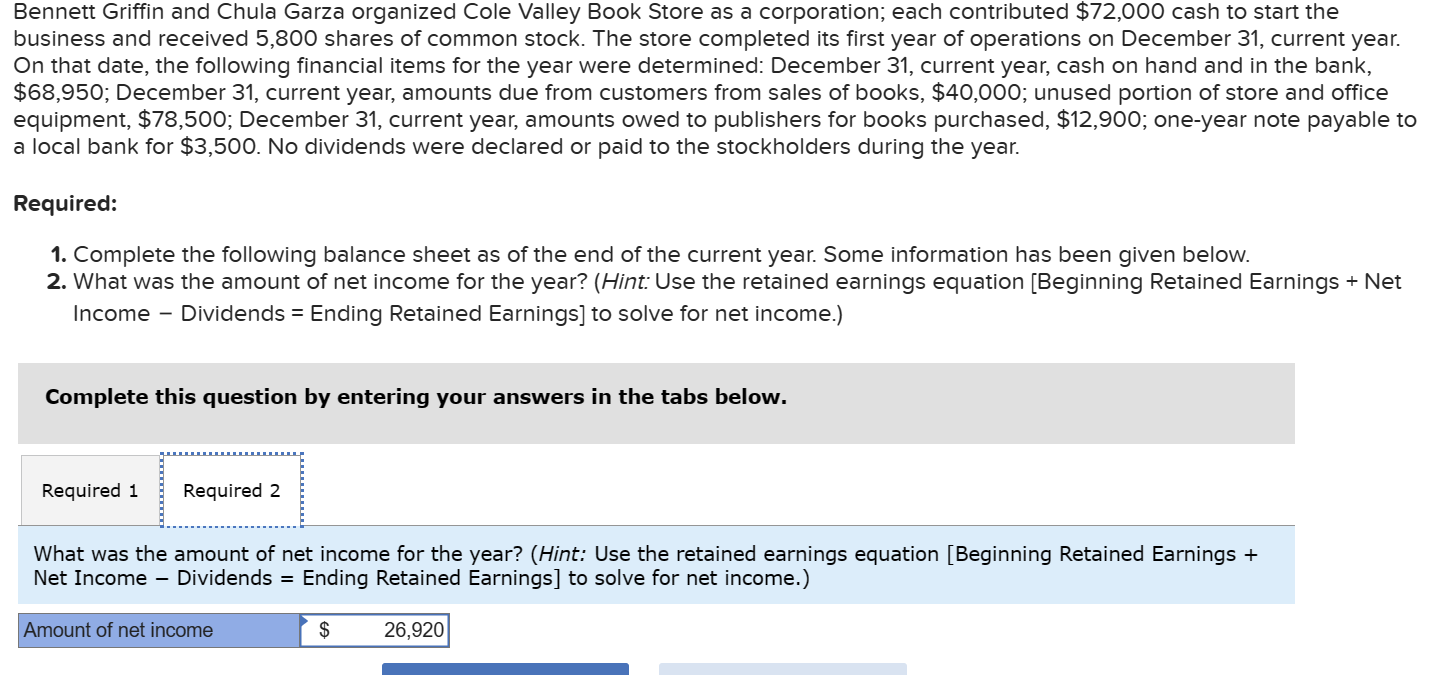 Bennett Griffin and Chula Garza organized Cole Valley Book Store as a corporation; each contributed $72,000 cash to start the
business and received 5,800 shares of common stock. The store completed its first year of operations on December 31, current year.
On that date, the following financial items for the year were determined: December 31, current year, cash on hand and in the bank,
$68,950; December 31, current year, amounts due from customers from sales of books, $40,000; unused portion of store and office
equipment, $78,500; December 31, current year, amounts owed to publishers for books purchased, $12,900; one-year note payable to
a local bank for $3,500. No dividends were declared or paid to the stockholders during the year.
Required:
1. Complete the following balance sheet as of the end of the current year. Some information has been given below.
2. What was the amount of net income for the year? (Hint: Use the retained earnings equation [Beginning Retained Earnings + Net
Income − Dividends = Ending Retained Earnings] to solve for net income.)
Complete this question by entering your answers in the tabs below.
Required 1 Required 2
What was the amount of net income for the year? (Hint: Use the retained earnings equation [Beginning Retained Earnings +
Net Income − Dividends = Ending Retained Earnings] to solve for net income.)
Amount of net income $ 26,920